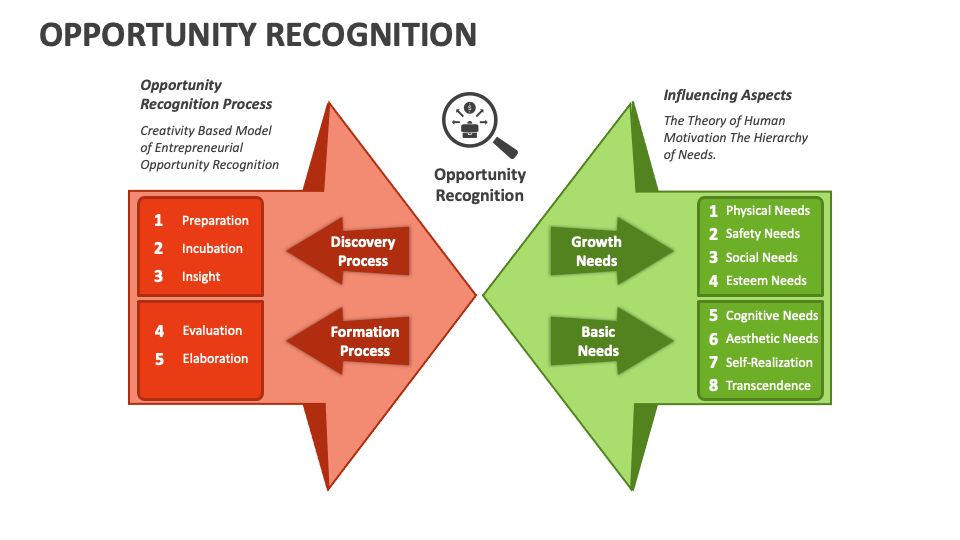 OPPORTUNITY RECOGNITION
Opportunity
Recognition Process
Creativity Based Model
of Entrepreneurial
Opportunity Recognition
$
Opportunity
Recognition
Influencing Aspects
The Theory of Human
Motivation The Hierarchy
of Needs.
1 Preparation
2 Incubation
3 Insight
4 Evaluation
5 Elaboration
Discovery
Process
Formation
Process
Growth
Needs
Basic
Needs
1 Physical Needs
2 Safety Needs
3 Social Needs
4 Esteem Needs
5 Cognitive Needs
6 Aesthetic Needs
7 Self-Realization
8 Transcendence